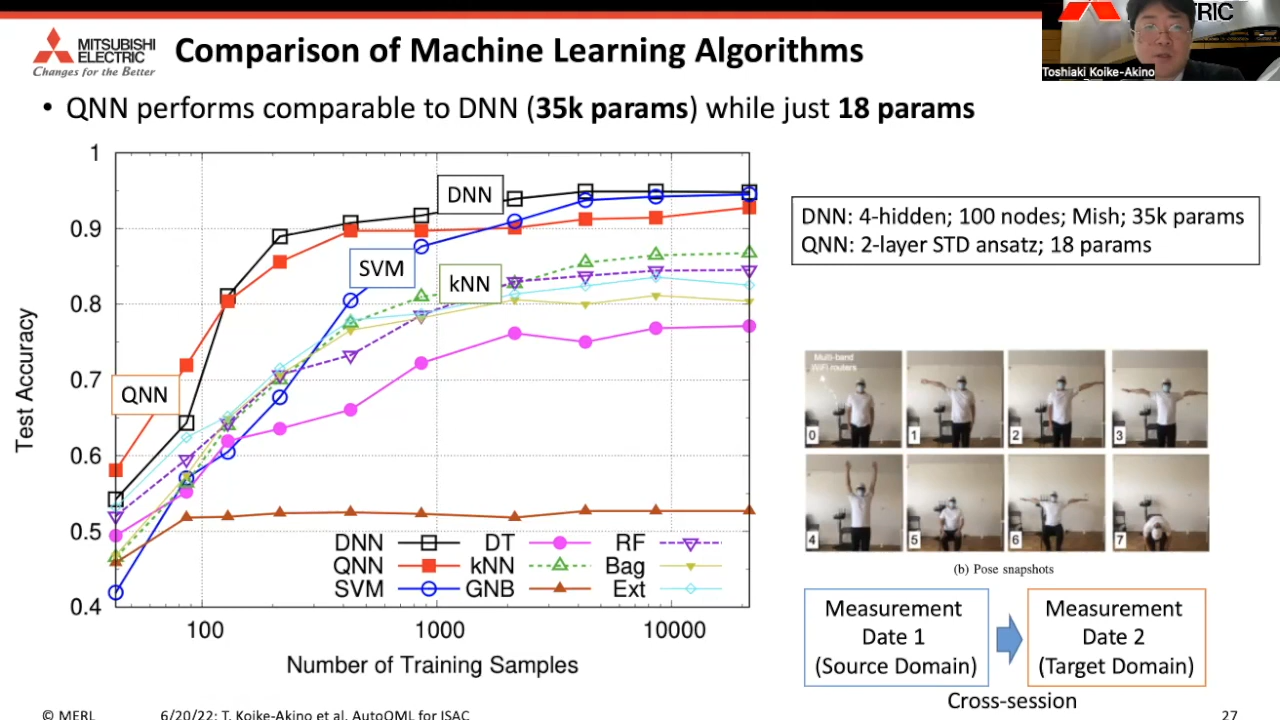 MITSUBISHI
ELECTRIC
Changes for the Better
Comparison of Machine Learning Algorithms
RIC
Toshiaki Koike-Akino
• QNN performs comparable to DNN (35k params) while just 18 params
1
0.9
0.8
0.7
0.6
0.5
0.4
Test Accuracy
DNN
SVM
kNN
QNN
DNN DT RF
QNN kNN Bag
SVM GNB Ext
100 1000 10000
Number of Training Samples
DNN: 4-hidden; 100 nodes; Mish; 35k params
QNN: 2-layer STD ansatz; 18 params
Multi-band
WiFi routers
0 1 2 3
4 5 6 7
(b) Pose snapshots
Measurement
Date 1
(Source Domain)
Measurement
Date 2
(Target Domain)
Cross-session
© MERL 6/20/22: T. Koike-Akino et al. AutoQML for ISAC 27